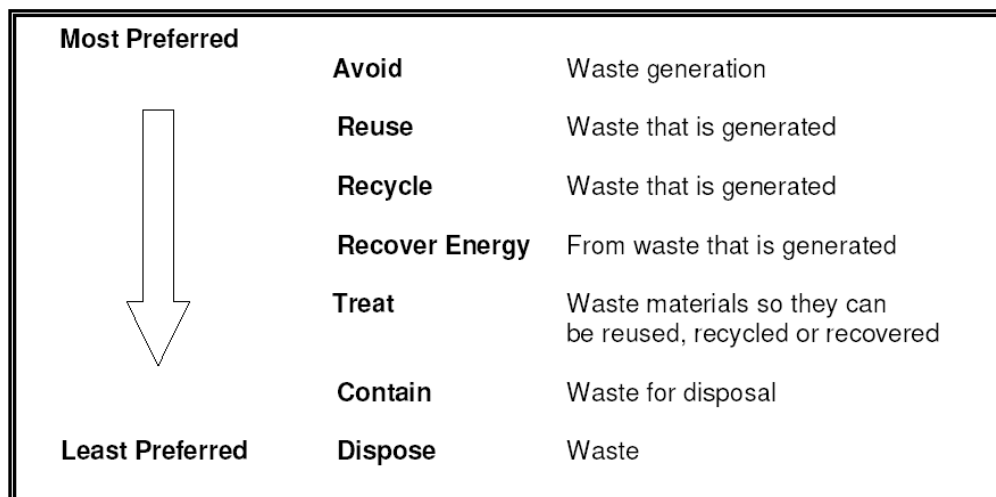 Most Preferred
Avoid Waste generation
Reuse Waste that is generated
Recycle Waste that is generated
Recover Energy From waste that is generated
Treat Waste materials so they can
be reused, recycled or recovered
Contain Waste for disposal
Least Preferred Dispose Waste